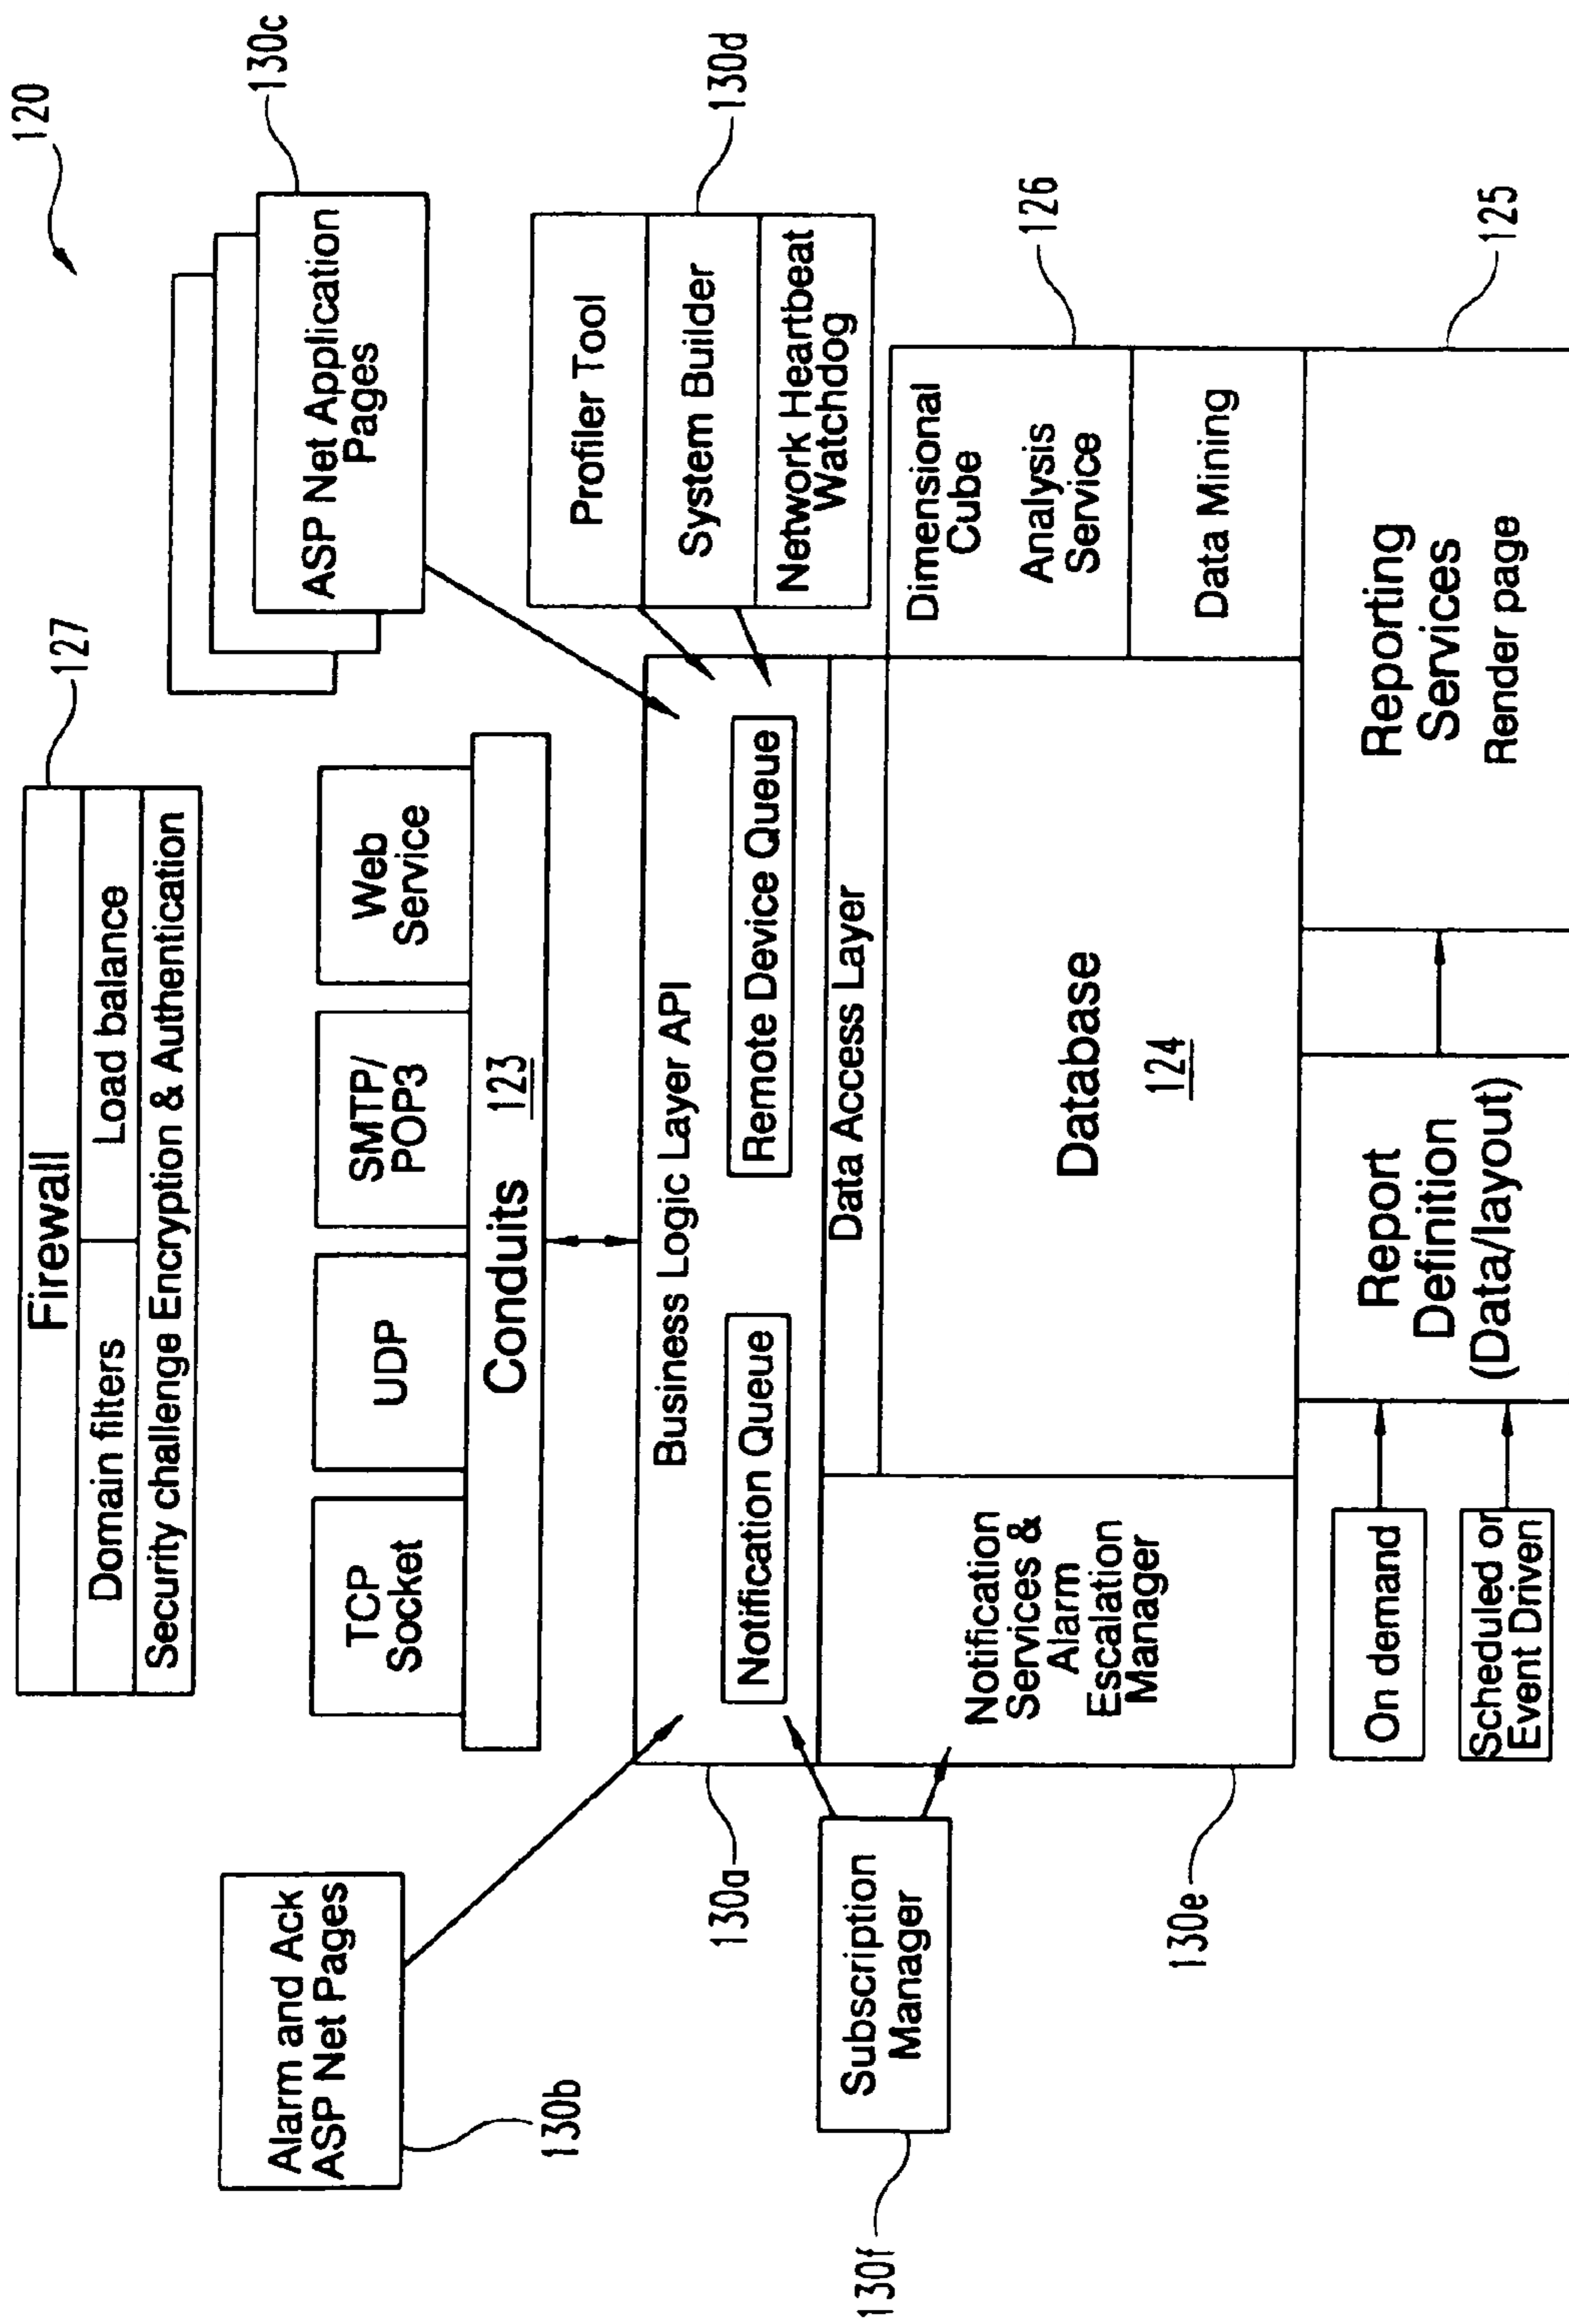 120
Firewall
127
Domain filters
Load balance
Security challenge Encryption & Authentication
130c
ASP Net Application
Pages
Alarm and Ack
ASP Net Pages
130b
TCP
Socket
UDP
SMTP/
POP3
Web
Service
Conduits
123
130d
Profiler Tool
System Builder
Network Heartbeat
Watchdog
Business Logic Layer API
Notification Queue
Remote Device Queue
130a
Data Access Layer
Subscription
Manager
130f
Notification
Services &
Alarm
Escalation
Manager
130e
Database
124
Dimensional
Cube
Analysis
Service
126
Data Mining
On demand
Scheduled or
Event Driven
Report
Definition
(Data/layout)
Reporting
Services
Render page
125